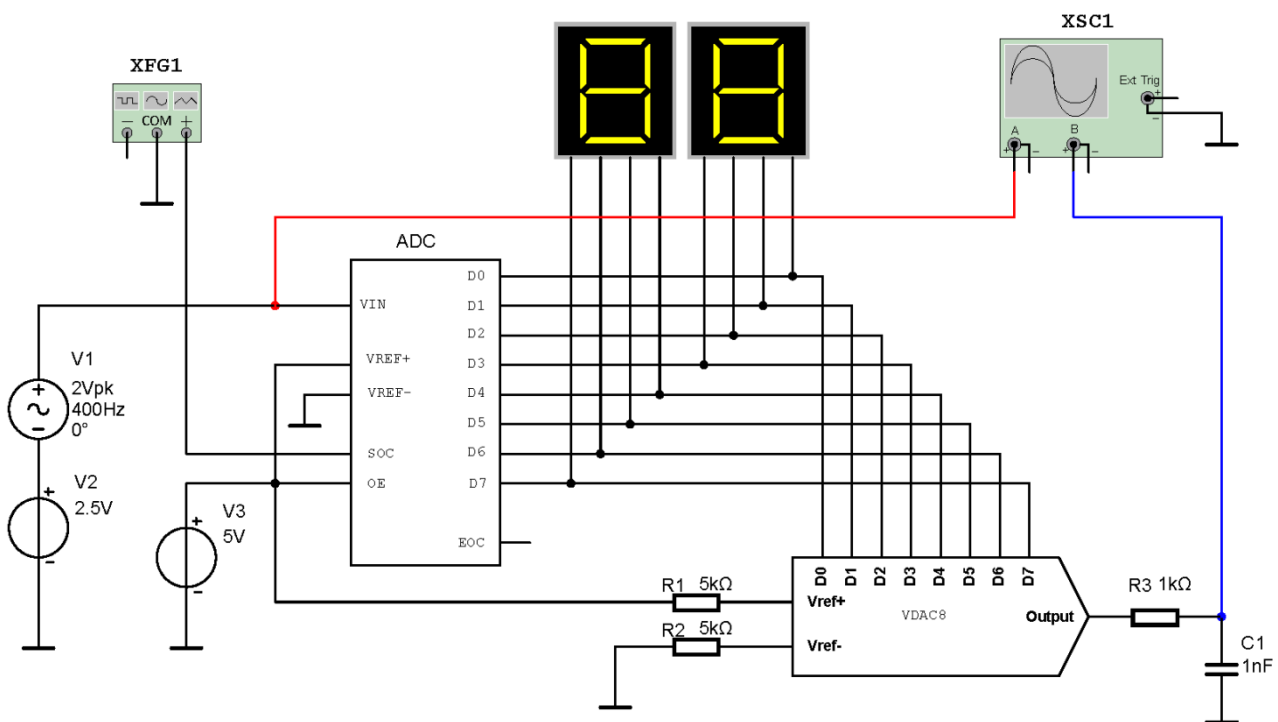 XSC1
XFG1
Ext Trig
+
−
− COM +
A B
+ − + −
ADC
VIN
VREF+
VREF-
SOC
OE
D0
D1
D2
D3
D4
D5
D6
D7
EOC
V1
+
−
2Vpk
400Hz
0°
V2
+
2.5V
−
V3
+
5V
−
R1 5kΩ
R2 5kΩ
D0 D1 D2 D3 D4 D5 D6 D7
Vref+
VDAC8
Output
Vref-
R3 1kΩ
C1
1nF